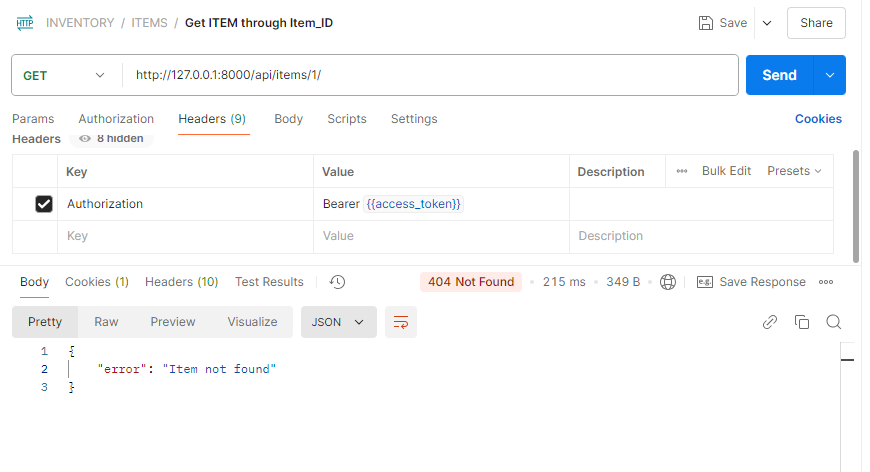 HTTP INVENTORY / ITEMS / Get ITEM through Item_ID Save Share
GET http://127.0.0.1:8000/api/items/1/ Send
Params Authorization Headers (9) Body Scripts Settings Cookies
Headers 8 hidden
Key Value Description Bulk Edit Presets
Authorization Bearer {{access_token}}
Key Value Description
Body Cookies (1) Headers (10) Test Results 404 Not Found 215 ms 349 B e.g. Save Response
Pretty Raw Preview Visualize JSON
1 {
2 "error": "Item not found"
3 }